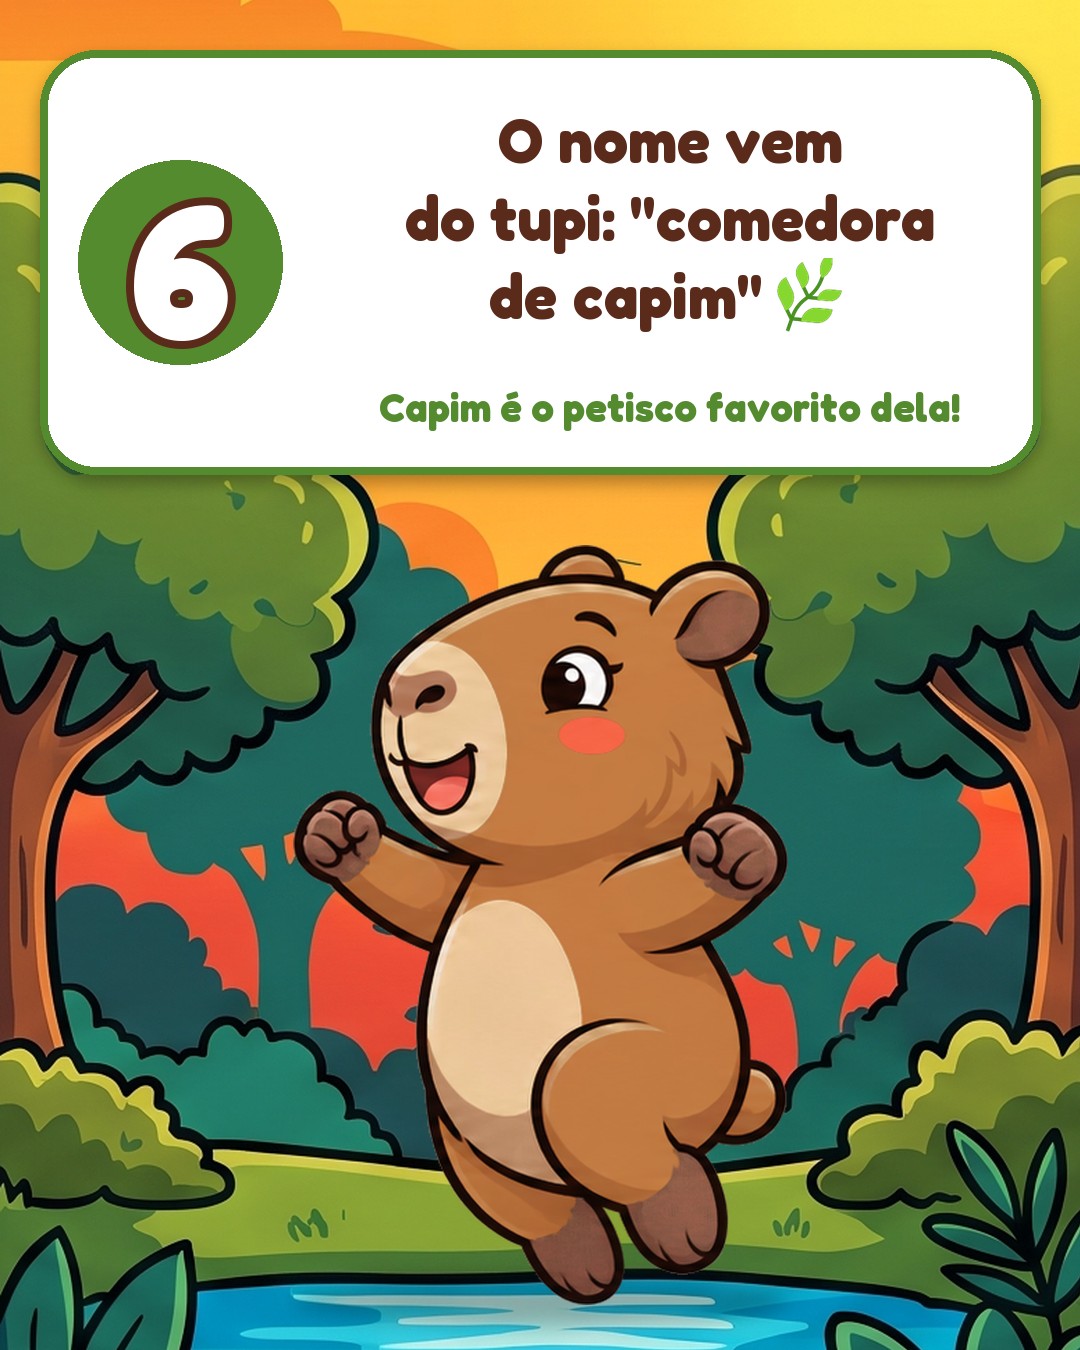 6
O nome vem
do tupi: "comedora
de capim" 🌿
Capim é o petisco favorito dela!